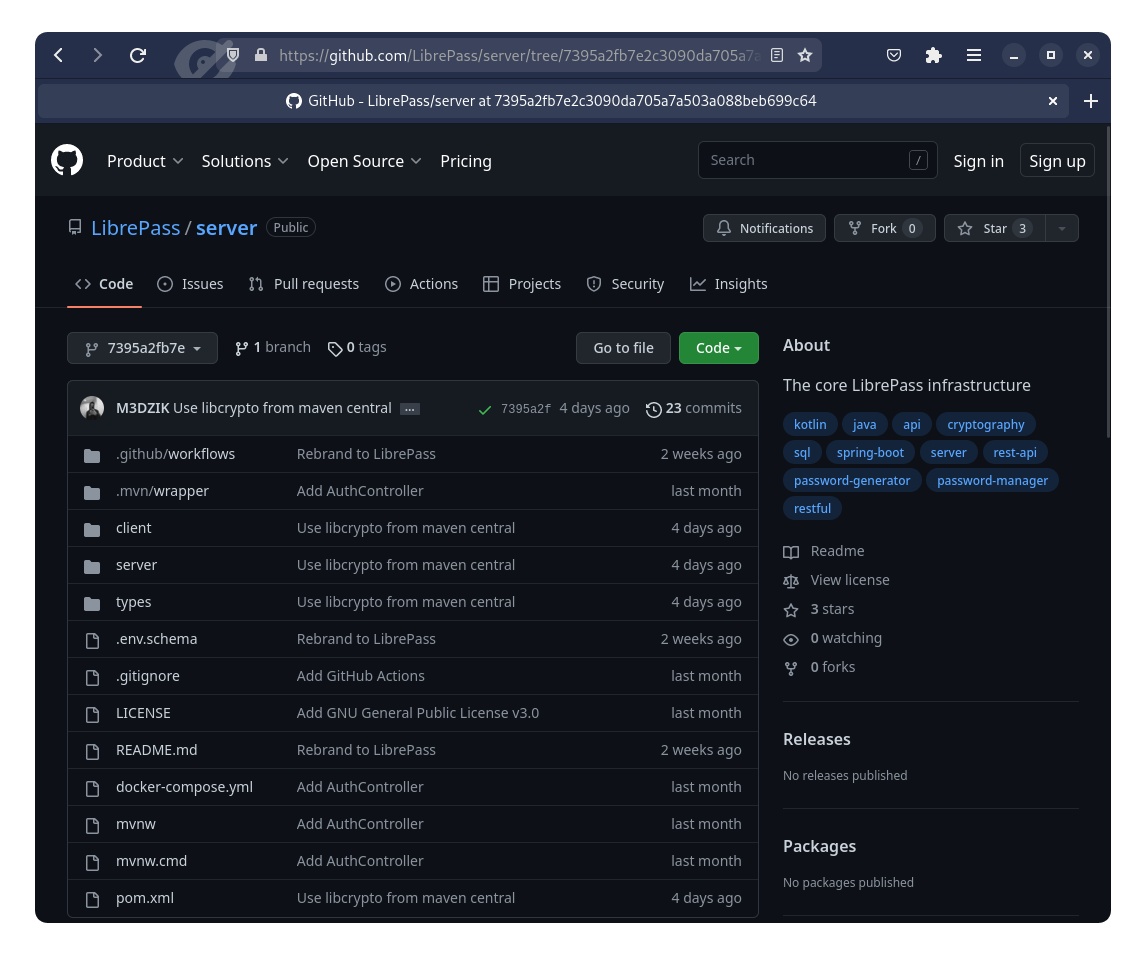 https://github.com/LibrePass/server/tree/7395a2fb7e2c3090da705a7a
GitHub - LibrePass/server at 7395a2fb7e2c3090da705a7a503a088beb699c64
Product Solutions Open Source Pricing Search / Sign in Sign up
LibrePass / server Public Notifications Fork 0 Star 3
Code Issues Pull requests Actions Projects Security Insights
7395a2fb7e 1 branch 0 tags Go to file Code
M3DZIK Use libcrypto from maven central ... 7395a2f 4 days ago 23 commits
.github/workflows Rebrand to LibrePass 2 weeks ago
.mvn/wrapper Add AuthController last month
client Use libcrypto from maven central 4 days ago
server Use libcrypto from maven central 4 days ago
types Use libcrypto from maven central 4 days ago
.env.schema Rebrand to LibrePass 2 weeks ago
.gitignore Add GitHub Actions last month
LICENSE Add GNU General Public License v3.0 last month
README.md Rebrand to LibrePass 2 weeks ago
docker-compose.yml Add AuthController last month
mvnw Add AuthController last month
mvnw.cmd Add AuthController last month
pom.xml Use libcrypto from maven central 4 days ago
About
The core LibrePass infrastructure
kotlin java api cryptography
sql spring-boot server rest-api
password-generator password-manager
restful
Readme
View license
3 stars
0 watching
0 forks
Releases
No releases published
Packages
No packages published